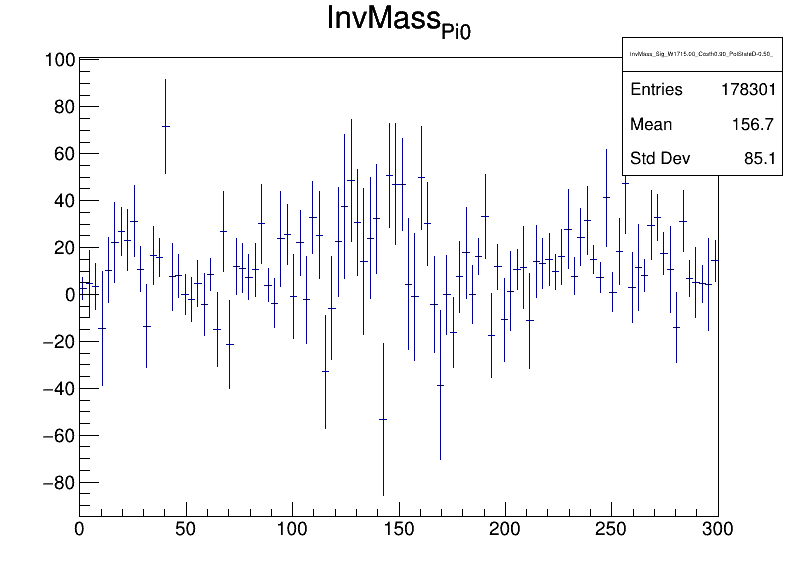 InvMass_Pi0
InvMass_Sig_W1715.00_Costh0.90_PolStateD-0.50_
Entries 178301
Mean 156.7
Std Dev 85.1
100
80
60
40
20
0
−20
−40
−60
−80
0 50 100 150 200 250 300